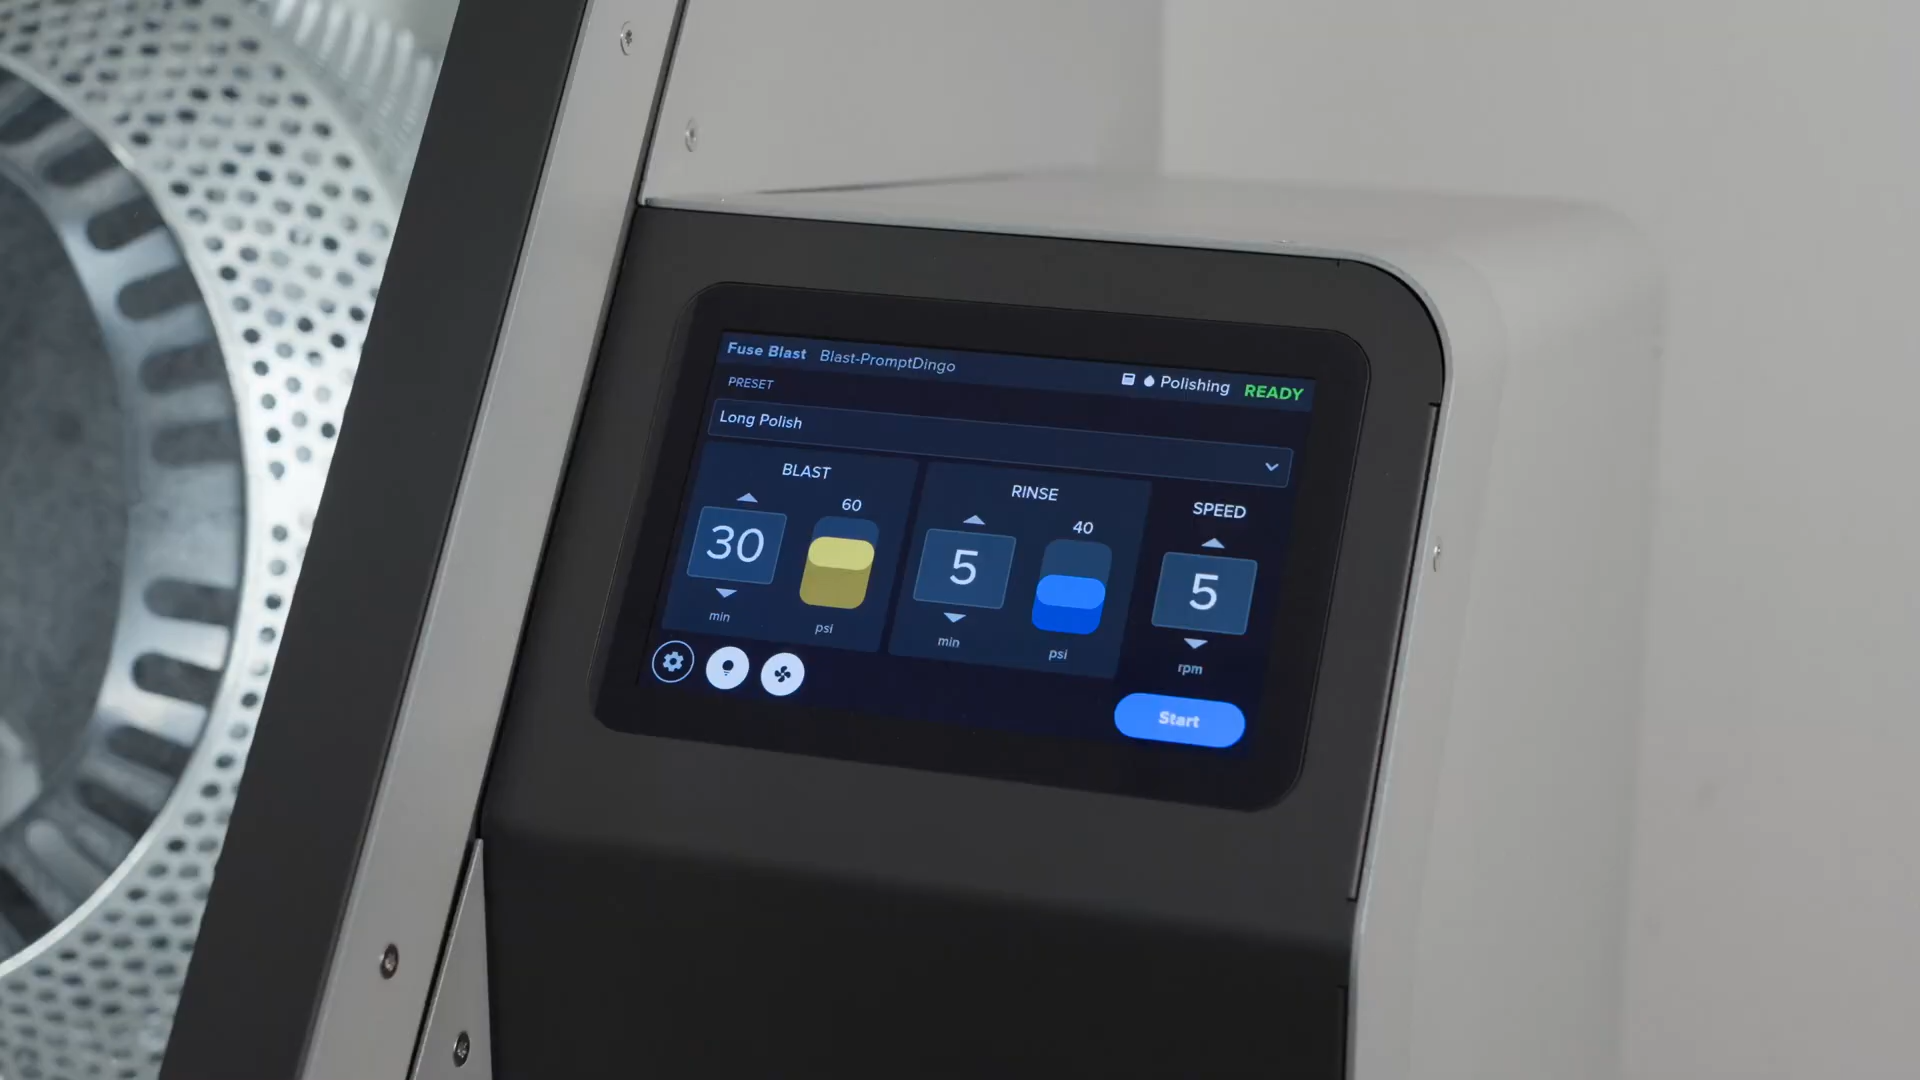 Fuse Blast Blast-PromptDingo Polishing READY
PRESET
Long Polish
BLAST RINSE SPEED
60 40
30 5 5
min psi min psi rpm
Start